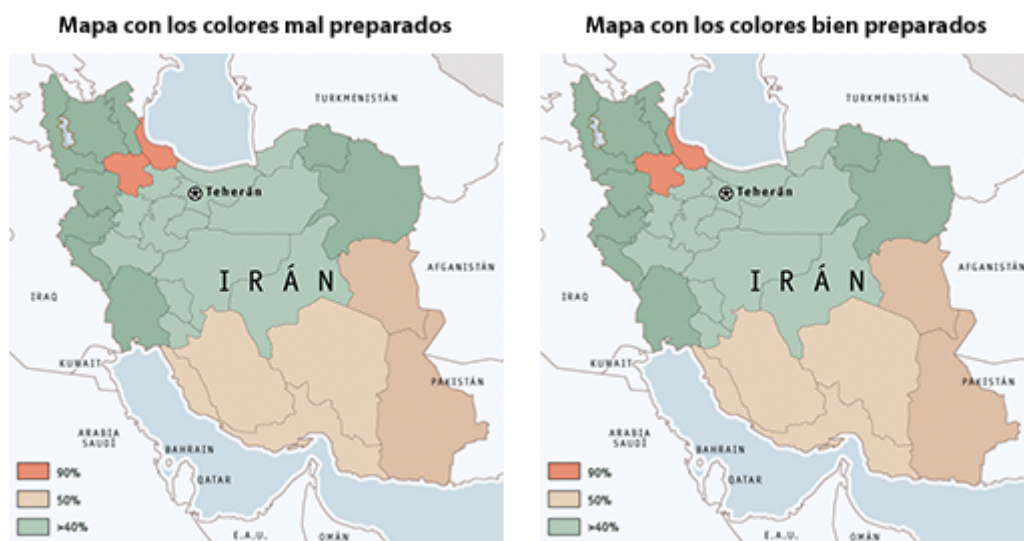 Mapa con los colores mal preparados
TURKMENISTÁN
Teherán
IRÁN
AFGANISTÁN
IRAQ
KUWAIT
PAKISTÁN
ARABIA
SAUDÍ
BAHRAIN
QATAR
E.A.U.
OMÁN
90%
50%
>40%
Mapa con los colores bien preparados
TURKMENISTÁN
Teherán
IRÁN
AFGANISTÁN
IRAQ
KUWAIT
PAKISTÁN
ARABIA
SAUDÍ
BAHRAIN
QATAR
E.A.U.
OMÁN
90%
50%
>40%